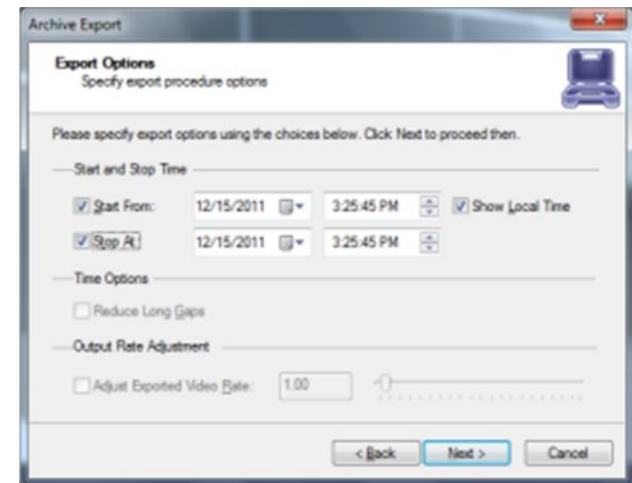 Archive Export
Export Options
Specify export procedure options
Please specify export options using the choices below. Click Next to proceed then.
Start and Stop Time
Start From: 12/15/2011 3:25:45 PM Show Local Time
Stop At: 12/15/2011 3:25:45 PM
Time Options
Reduce Long Gaps
Output Rate Adjustment
Adjust Exported Video Rate: 1.00
< Back Next > Cancel